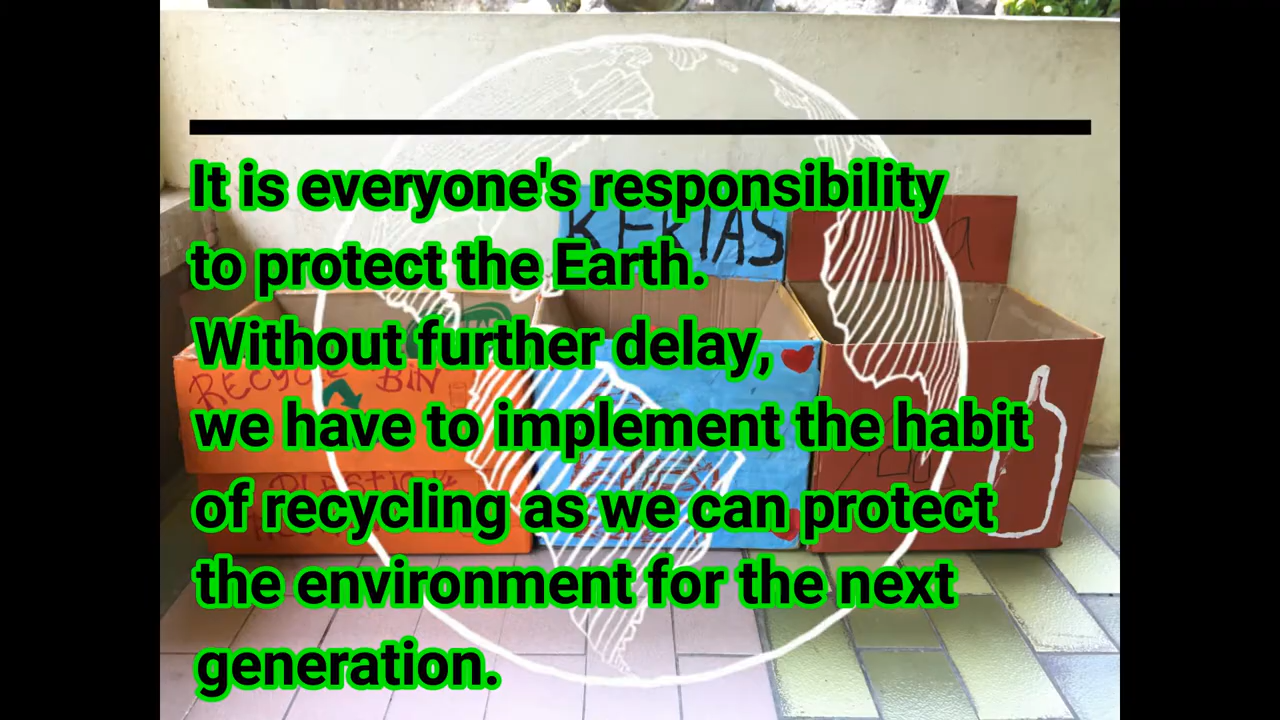 It is everyone's responsibility
to protect the Earth.
Without further delay,
we have to implement the habit
of recycling as we can protect
the environment for the next
generation.
KERTAS
RECYCLE BIN
PLASTIC